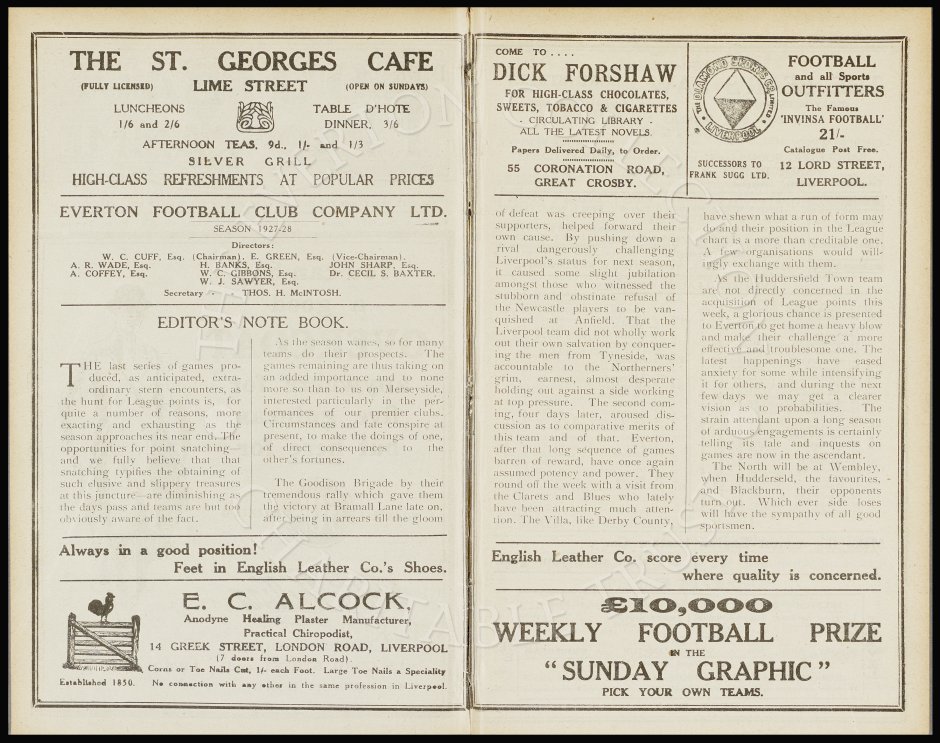 THE ST. GEORGES CAFE
(FULLY LICENSED) LIME STREET (OPEN ON SUNDAYS)
LUNCHEONS
1/6 and 2/6
TABLE D'HOTE
DINNER, 3/6
AFTERNOON TEAS, 9d., 1/- and 1/3
SILVER GRILL
HIGH-CLASS REFRESHMENTS AT POPULAR PRICES
EVERTON FOOTBALL CLUB COMPANY LTD.
SEASON 1927-28
Directors:
W. C. CUFF, Esq. (Chairman). E. GREEN, Esq. (Vice-Chairman).
A. R. WADE, Esq. H. BANKS, Esq. JOHN SHARP, Esq.
A. COFFEY, Esq. W. C. GIBBONS, Esq. Dr. CECIL S. BAXTER.
W. J. SAWYER, Esq.
Secretary - THOS. H. McINTOSH.
EDITOR'S NOTE BOOK.
THE last series of games pro-
duced, as anticipated, extra-
ordinary stern encounters, as
the hunt for League points is, for
quite a number of reasons, more
exacting and exhausting as the
season approaches its near end. The
opportunities for point snatching—
and we fully believe that that
snatching typifies the obtaining of
such elusive and slippery treasures
at this juncture—are diminishing as
the days pass and teams are but too
obviously aware of the fact.
As the season wanes, so for many
teams do their prospects. The
games remaining are thus taking on
an added importance and to none
more so than to us on Merseyside,
interested particularly in the per-
formances of our premier clubs.
Circumstances and fate conspire at
present, to make the doings of one,
of direct consequences to the
other's fortunes.
The Goodison Brigade by their
tremendous rally which gave them
the victory at Bramall Lane late on,
after being in arrears till the gloom
Always in a good position!
Feet in English Leather Co.'s Shoes.
E. C. ALCOCK,
Anodyne Healing Plaster Manufacturer,
Practical Chiropodist,
14 GREEK STREET, LONDON ROAD, LIVERPOOL
(7 doors from London Road).
Corns or Toe Nails Cut, 1/- each Foot. Large Toe Nails a Speciality
Established 1850. No connection with any other in the same profession in Liverpool.
COME TO . . . .
DICK FORSHAW
FOR HIGH-CLASS CHOCOLATES,
SWEETS, TOBACCO & CIGARETTES
· CIRCULATING LIBRARY ·
ALL THE LATEST NOVELS.
Papers Delivered Daily, to Order.
55 CORONATION ROAD,
GREAT CROSBY.
THE DIAMOND SPORTS CO. LIMITED
LIVERPOOL
SUCCESSORS TO
FRANK SUGG LTD.
FOOTBALL
and all Sports
OUTFITTERS
The Famous
'INVINSA FOOTBALL'
21/-
Catalogue Post Free.
12 LORD STREET,
LIVERPOOL.
of defeat was creeping over their
supporters, helped forward their
own cause. By pushing down a
rival dangerously challenging
Liverpool's status for next season,
it caused some slight jubilation
amongst those who witnessed the
stubborn and obstinate refusal of
the Newcastle players to be van-
quished at Anfield. That the
Liverpool team did not wholly work
out their own salvation by conquer-
ing the men from Tyneside, was
accountable to the Northerners'
grim, earnest, almost desperate
holding out against a side working
at top pressure. The second com-
ing, four days later, aroused dis-
cussion as to comparative merits of
this team and of that. Everton,
after that long sequence of games
barren of reward, have once again
assumed potency and power. They
round off the week with a visit from
the Clarets and Blues who lately
have been attracting much atten-
tion. The Villa, like Derby County,
have shewn what a run of form may
do and their position in the League
chart is a more than creditable one.
A few organisations would will-
ingly exchange with them.
As the Huddersfield Town team
are not directly concerned in the
acquisition of League points this
week, a glorious chance is presented
to Everton to get home a heavy blow
and make their challenge a more
effective and troublesome one. The
latest happenings have eased
anxiety for some while intensifying
it for others, and during the next
few days we may get a clearer
vision as to probabilities. The
strain attendant upon a long season
of arduous engagements is certainly
telling its tale and inquests on
games are now in the ascendant.
The North will be at Wembley,
when Hudderseld, the favourites,
and Blackburn, their opponents
turn out. Which ever side loses
will have the sympathy of all good
sportsmen.
English Leather Co. score every time
where quality is concerned.
£10,000
WEEKLY FOOTBALL PRIZE
IN THE
"SUNDAY GRAPHIC"
PICK YOUR OWN TEAMS.